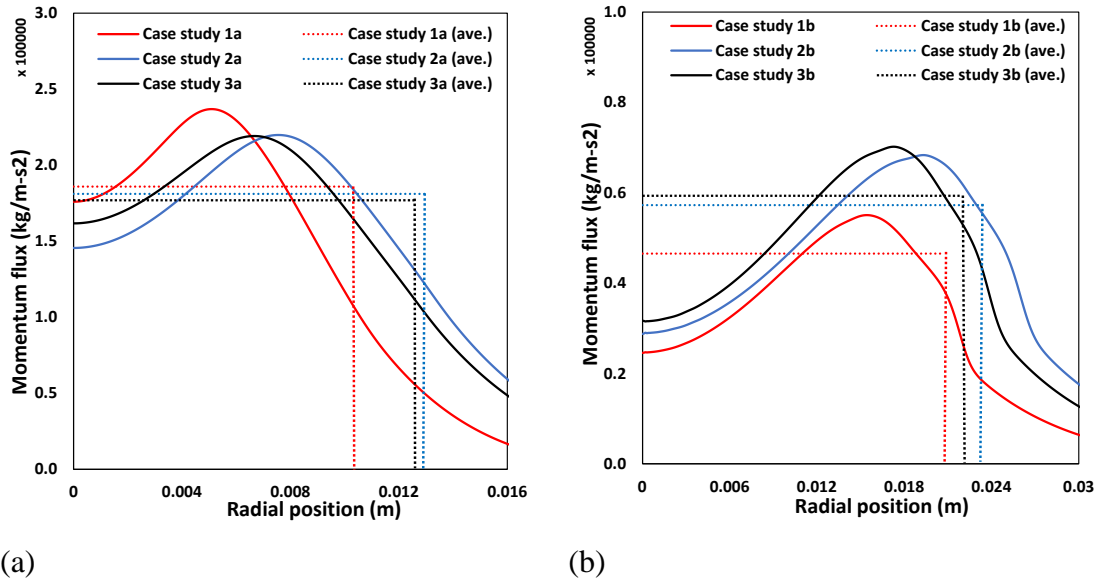 x 100000
Momentum flux (kg/m-s2)
3.0
2.5
2.0
1.5
1.0
0.5
0.0
Case study 1a
Case study 2a
Case study 3a
Case study 1a (ave.)
Case study 2a (ave.)
Case study 3a (ave.)
0
0.004
0.008
0.012
0.016
Radial position (m)
(a)
x 100000
Momentum flux (kg/m-s2)
1.0
0.8
0.6
0.4
0.2
0.0
Case study 1b
Case study 2b
Case study 3b
Case study 1b (ave.)
Case study 2b (ave.)
Case study 3b (ave.)
0
0.006
0.012
0.018
0.024
0.03
Radial position (m)
(b)